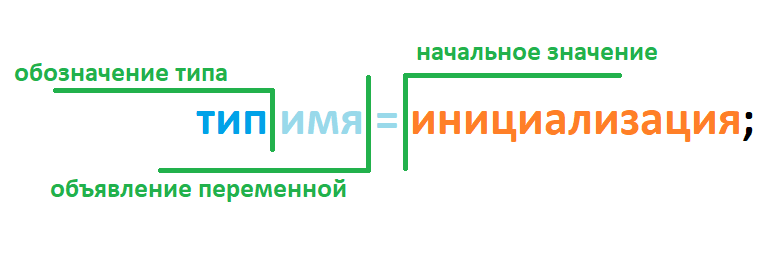 начальное значение
обозначение типа
тип имя = инициализация;
объявление переменной